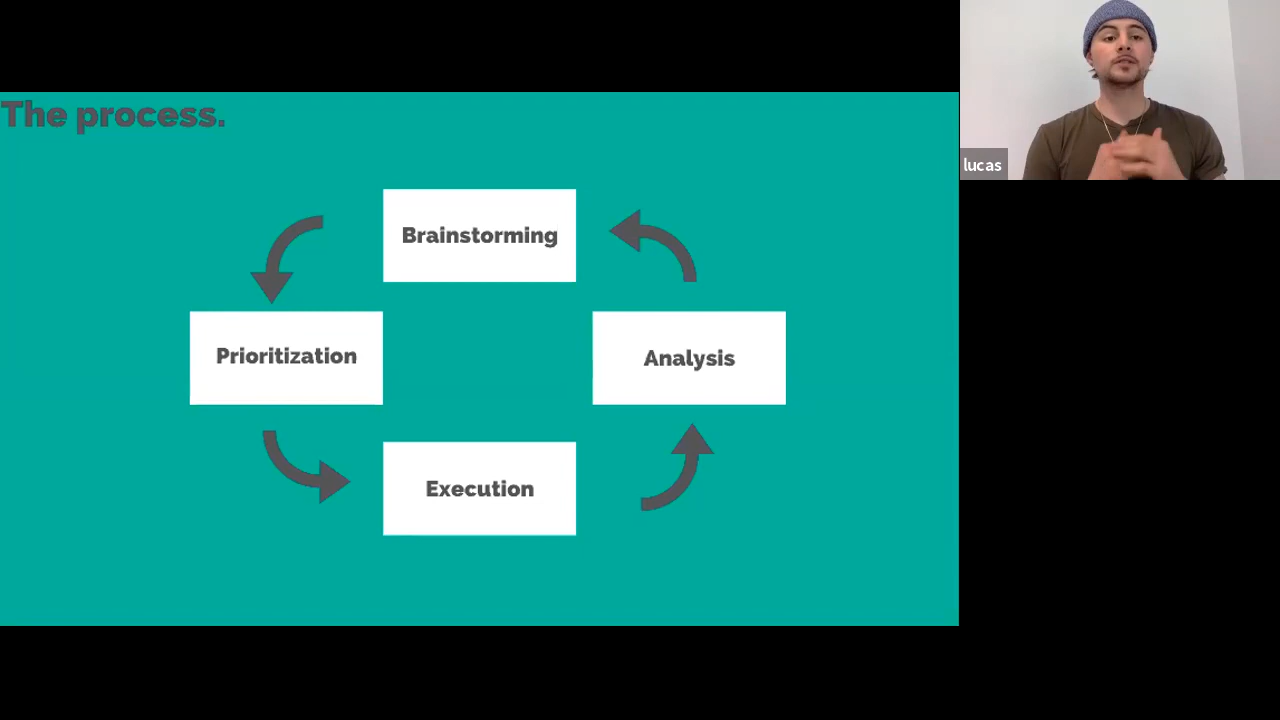 The process.
lucas
Brainstorming
Prioritization
Analysis
Execution